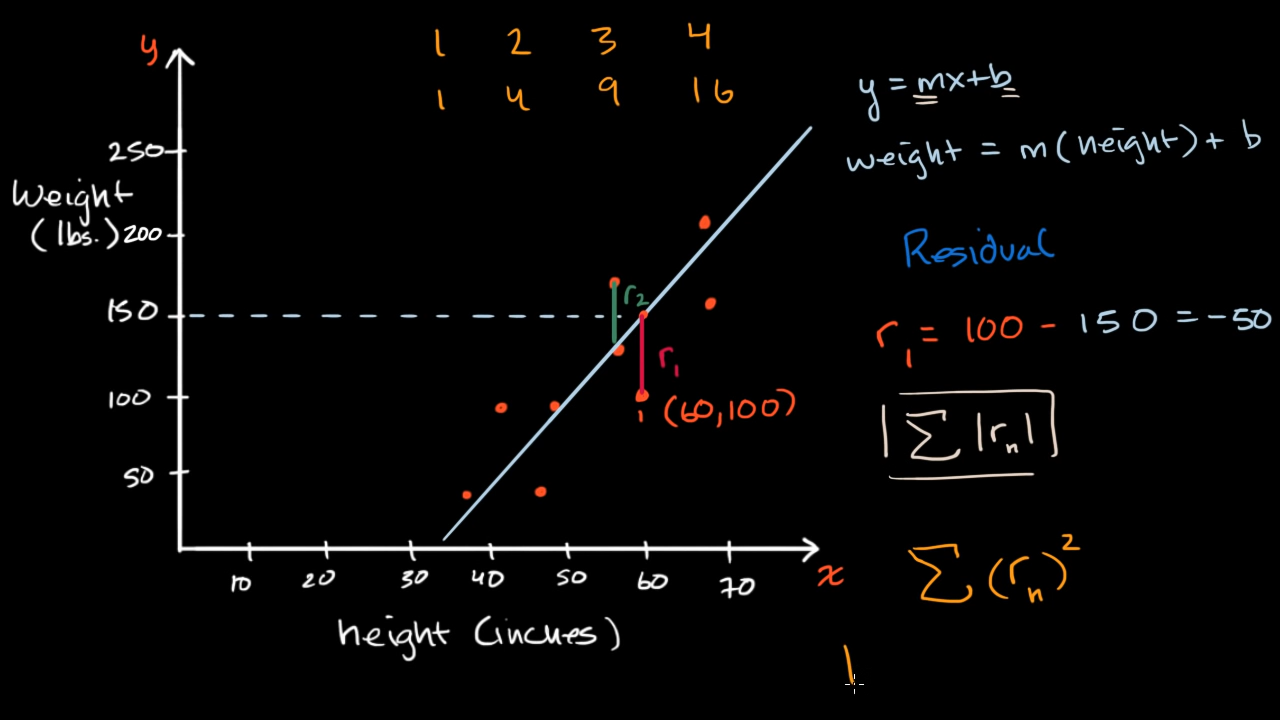 1 2 3 4
1 4 9 16
y
250
Weight
(lbs.)
200
150
100
50
10 20 30 40 50 60 70
x
height (inches)
r₂
r₁
i (60,100)
y = mx+b
weight = m(height) + b
Residual
r₁ = 100 - 150 = -50
∑ |rₙ|
∑ (rₙ)²